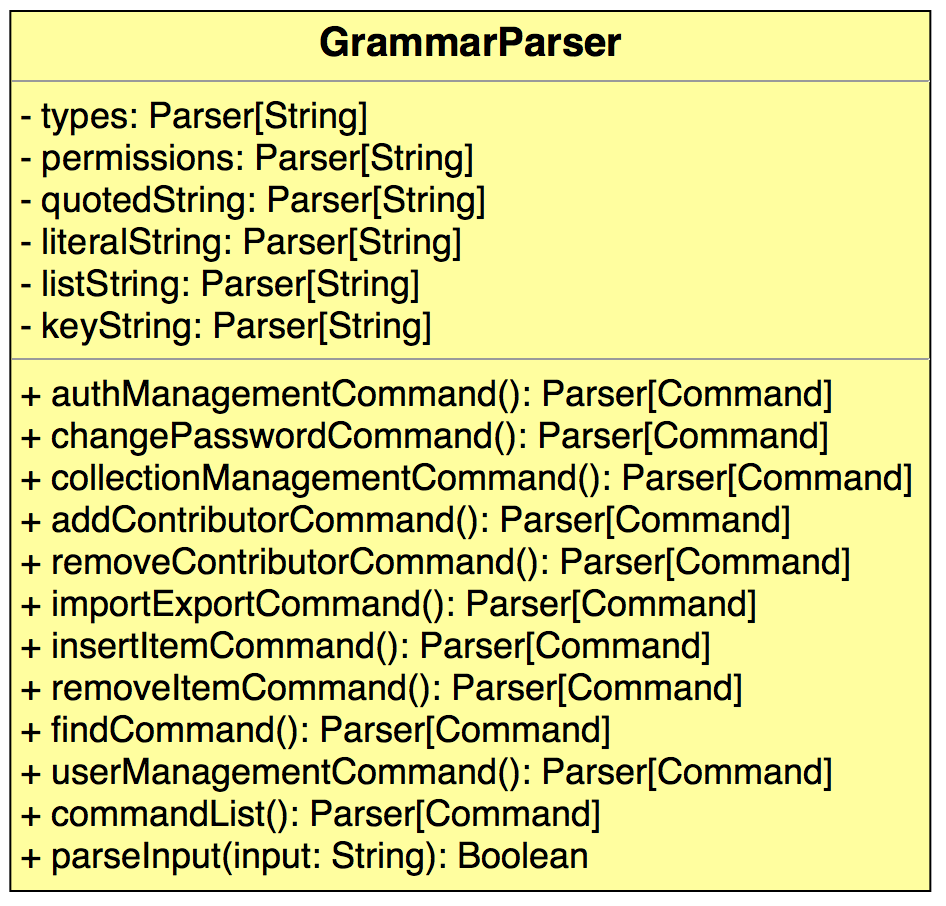 GrammarParser
- types: Parser[String]
- permissions: Parser[String]
- quotedString: Parser[String]
- literalString: Parser[String]
- listString: Parser[String]
- keyString: Parser[String]
+ authManagementCommand(): Parser[Command]
+ changePasswordCommand(): Parser[Command]
+ collectionManagementCommand(): Parser[Command]
+ addContributorCommand(): Parser[Command]
+ removeContributorCommand(): Parser[Command]
+ importExportCommand(): Parser[Command]
+ insertItemCommand(): Parser[Command]
+ removeItemCommand(): Parser[Command]
+ findCommand(): Parser[Command]
+ userManagementCommand(): Parser[Command]
+ commandList(): Parser[Command]
+ parseInput(input: String): Boolean